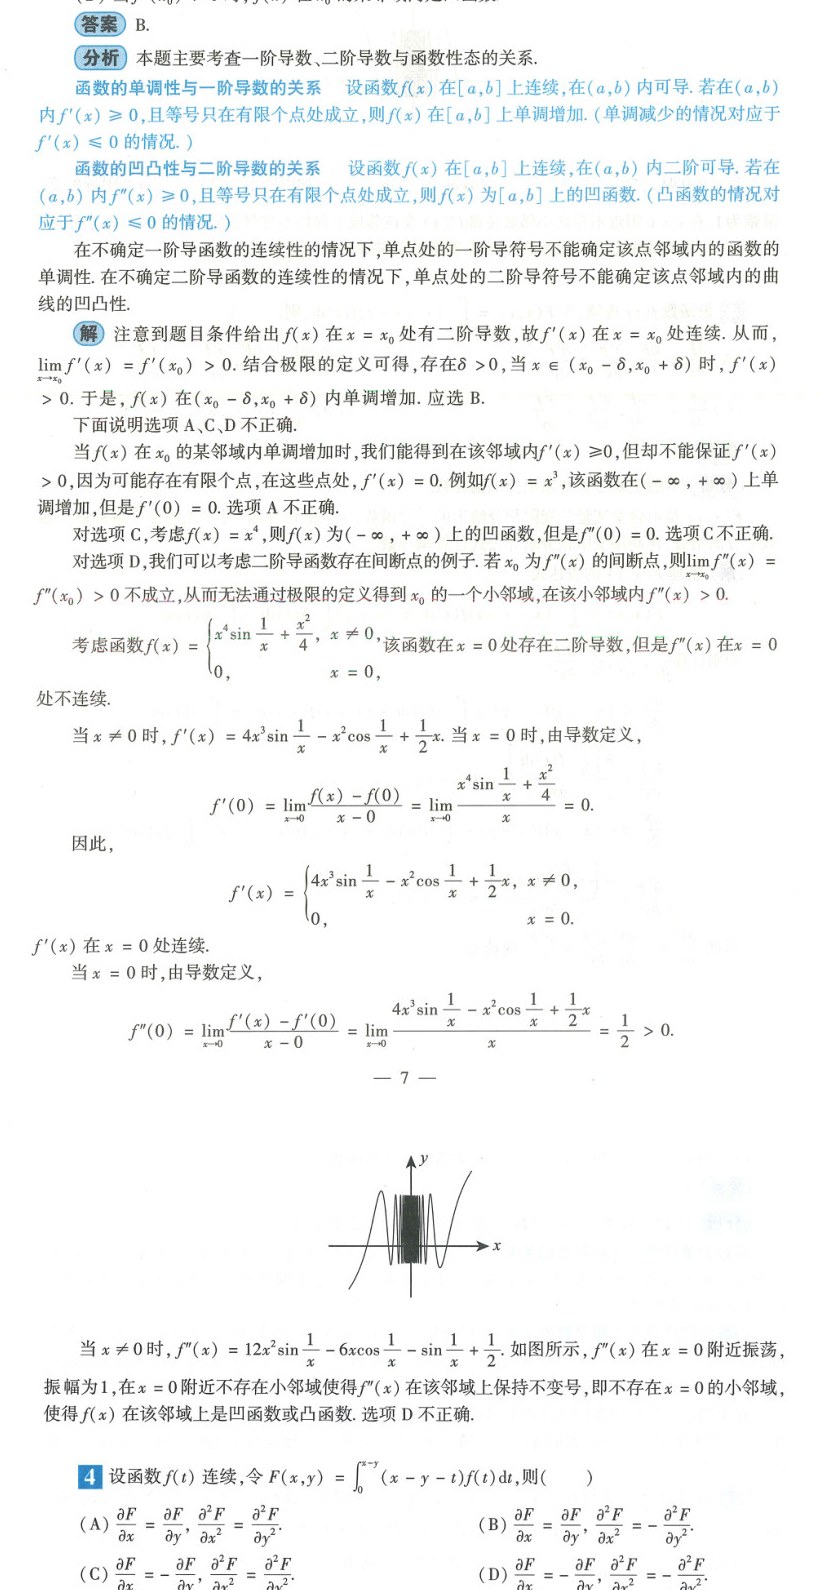 答案 B.
分析 本题主要考查一阶导数、二阶导数与函数性态的关系.
函数的单调性与一阶导数的关系 设函数f(x)在[a,b]上连续,在(a,b)内可导.若在(a,b)
内f′(x) ≥ 0,且等号只在有限个点处成立,则f(x)在[a,b]上单调增加.(单调减少的情况对应于
f′(x) ≤ 0的情况.)
函数的凹凸性与二阶导数的关系 设函数f(x)在[a,b]上连续,在(a,b)内二阶可导.若在
(a,b)内f″(x) ≥ 0,且等号只在有限个点处成立,则f(x)为[a,b]上的凹函数.(凸函数的情况对
应于f″(x) ≤ 0的情况.)
在不确定一阶导函数的连续性的情况下,单点处的一阶导符号不能确定该点邻域内的函数的
单调性.在不确定二阶导函数的连续性的情况下,单点处的二阶导符号不能确定该点邻域内的曲
线的凹凸性.
解 注意到题目条件给出f(x)在x = x₀处有二阶导数,故f′(x)在x = x₀处连续.从而,
lim_{x→x₀} f′(x) = f′(x₀) > 0.结合极限的定义可得,存在δ > 0,当x ∈ (x₀ − δ,x₀ + δ)时,f′(x)
> 0.于是,f(x)在(x₀ − δ,x₀ + δ)内单调增加.应选B.
下面说明选项A、C、D不正确.
当f(x)在x₀的某邻域内单调增加时,我们能得到在该邻域内f′(x) ≥ 0,但却不能保证f′(x)
> 0,因为可能存在有限个点,在这些点处,f′(x) = 0.例如f(x) = x³,该函数在(− ∞, + ∞)上单
调增加,但是f′(0) = 0.选项A不正确.
对选项C,考虑f(x) = x⁴,则f(x)为(− ∞, + ∞)上的凹函数,但是f″(0) = 0.选项C不正确.
对选项D,我们可以考虑二阶导函数存在间断点的例子.若x₀为f″(x)的间断点,则lim_{x→x₀} f″(x) =
f″(x₀) > 0不成立,从而无法通过极限的定义得到x₀的一个小邻域,在该小邻域内f″(x) > 0.
考虑函数f(x) = { x⁴sin 1/x + x²/4, x ≠ 0, 0, x = 0, 该函数在x = 0处存在二阶导数,但是f″(x)在x = 0
处不连续.
当x ≠ 0时,f′(x) = 4x³sin 1/x − x²cos 1/x + 1/2 x.当x = 0时,由导数定义,
f′(0) = lim_{x→0} (f(x) − f(0))/(x − 0) = lim_{x→0} (x⁴sin 1/x + x²/4)/x = 0.
因此,
f′(x) = { 4x³sin 1/x − x²cos 1/x + 1/2 x, x ≠ 0,
0, x = 0.
f′(x)在x = 0处连续.
当x = 0时,由导数定义,
f″(0) = lim_{x→0} (f′(x) − f′(0))/(x − 0) = lim_{x→0} (4x³sin 1/x − x²cos 1/x + 1/2 x)/x = 1/2 > 0.
— 7 —
y
x
当x ≠ 0时,f″(x) = 12x²sin 1/x − 6xcos 1/x − sin 1/x + 1/2.如图所示,f″(x)在x = 0附近振荡,
振幅为1,在x = 0附近不存在小邻域使得f″(x)在该邻域上保持不变号,即不存在x = 0的小邻域,
使得f(x)在该邻域上是凹函数或凸函数.选项D不正确.
4 设函数f(t)连续,令F(x,y) = ∫₀^{x−y} (x − y − t)f(t)dt,则( )
(A) ∂F/∂x = ∂F/∂y, ∂²F/∂x² = ∂²F/∂y². (B) ∂F/∂x = ∂F/∂y, ∂²F/∂x² = − ∂²F/∂y².
(C) ∂F/∂x = − ∂F/∂y, ∂²F/∂x² = ∂²F/∂y². (D) ∂F/∂x = − ∂F/∂y, ∂²F/∂x² = − ∂²F/∂y².